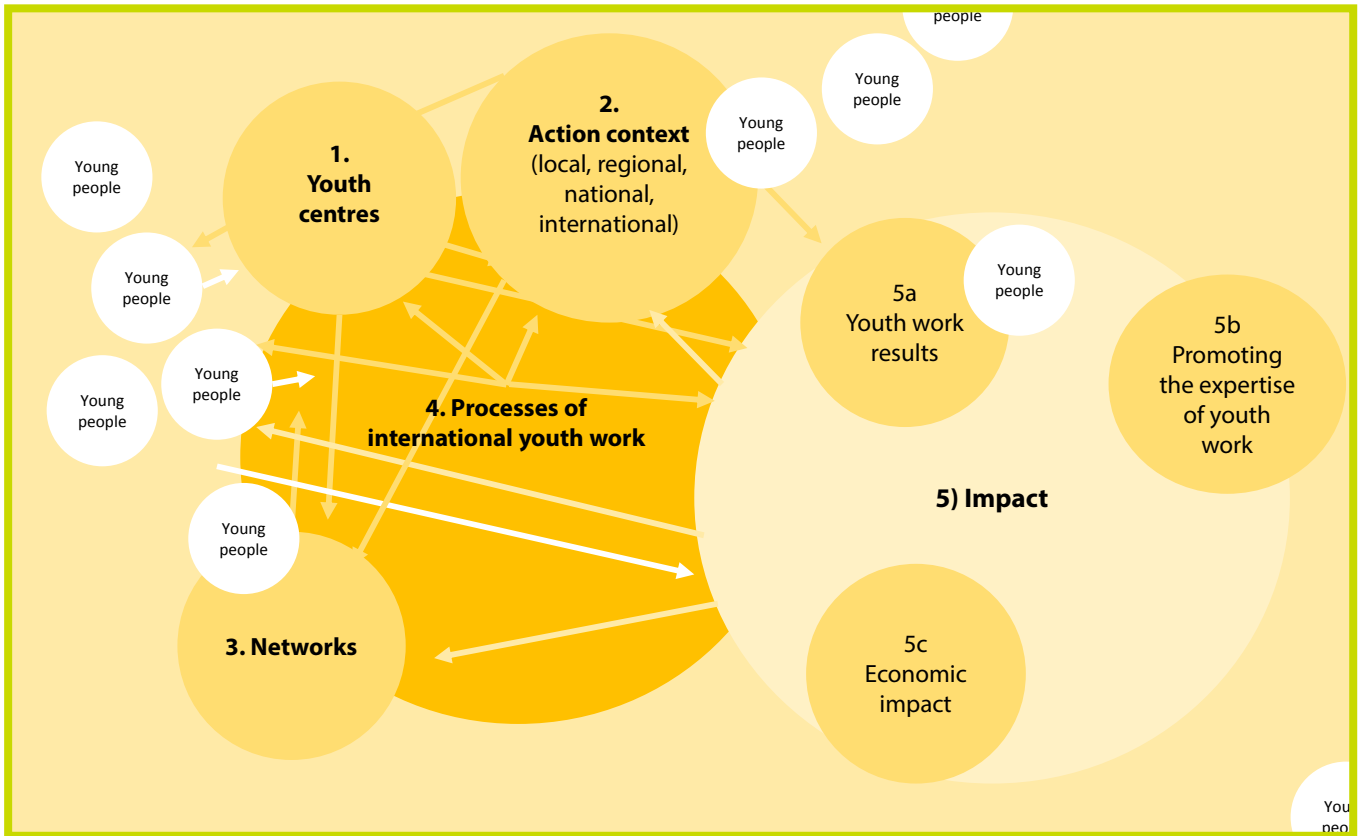 people
Young
people
Young
people
Young
people
1.
Youth
centres
2.
Action context
(local, regional,
national,
international)
Young
people
Young
people
Young
people
Young
people
Young
people
4. Processes of
international youth work
Young
people
3. Networks
5a
Youth work
results
5b
Promoting
the expertise
of youth
work
5) Impact
5c
Economic
impact